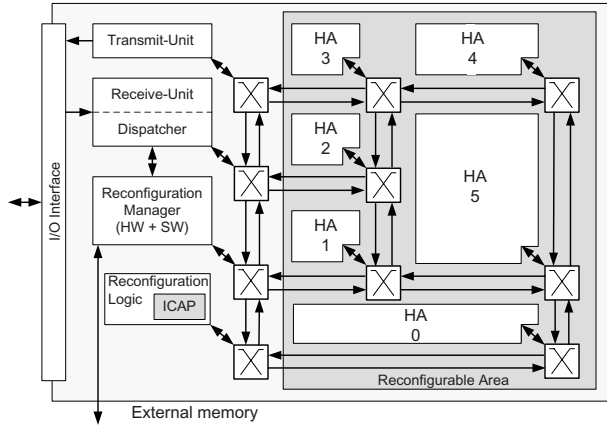 Transmit-Unit
HA
3
HA
4
Receive-Unit
Dispatcher
HA
2
HA
5
I/O Interface
Reconfiguration
Manager
(HW + SW)
HA
1
Reconfiguration
Logic
ICAP
HA
0
Reconfigurable Area
External memory